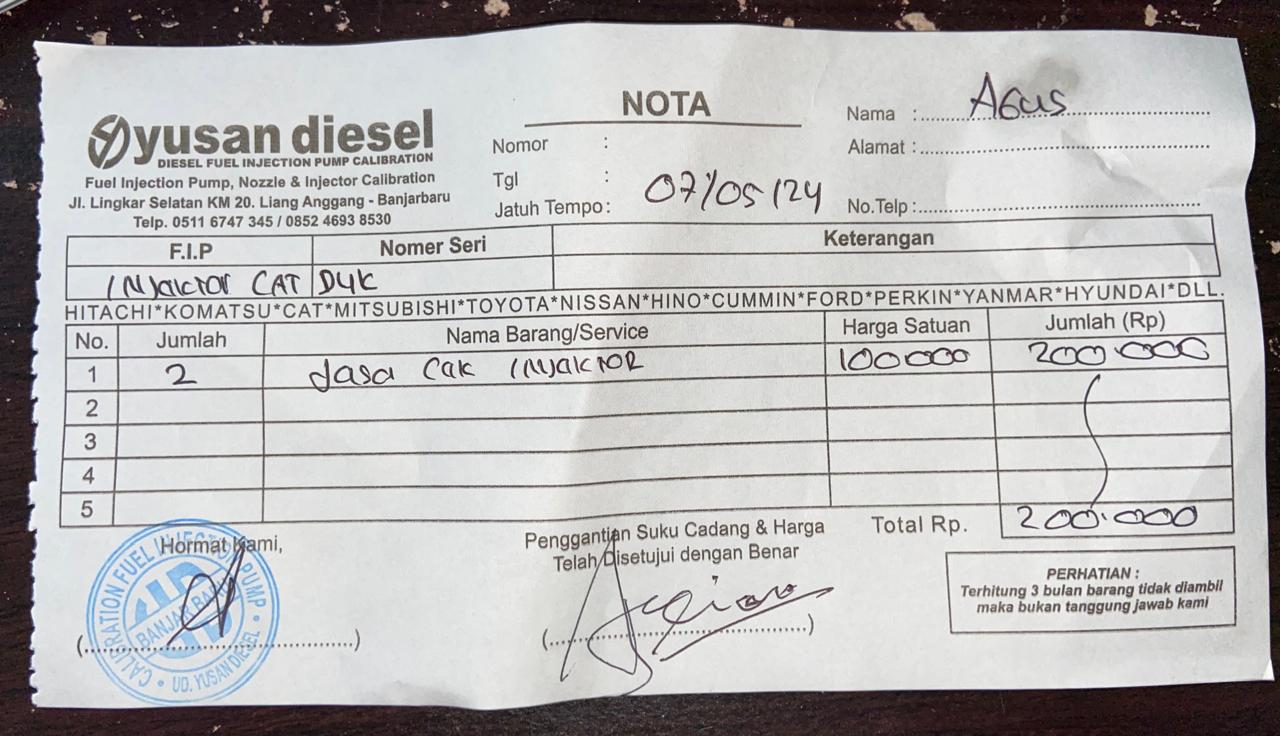 yusan diesel
DIESEL FUEL INJECTION PUMP CALIBRATION
Fuel Injection Pump, Nozzle & Injector Calibration
Jl. Lingkar Selatan KM 20. Liang Anggang - Banjarbaru
Telp. 0511 6747 345 / 0852 4693 8530
NOTA
Nomor :
Tgl :
Jatuh Tempo : 07/05/24
Nama : Agus
Alamat :
No.Telp :
F.I.P Nomer Seri Keterangan
INJAKTOR CAT D4K
HITACHI*KOMATSU*CAT*MITSUBISHI*TOYOTA*NISSAN*HINO*CUMMIN*FORD*PERKIN*YANMAR*HYUNDAI*DLL.
No. Jumlah Nama Barang/Service Harga Satuan Jumlah (Rp)
1 2 Jasa Cak INJAKTOR 100000 200.000
2
3
4
5
Total Rp. 200.000
Hormat Kami,
Penggantian Suku Cadang & Harga
Telah Disetujui dengan Benar
PERHATIAN :
Terhitung 3 bulan barang tidak diambil
maka bukan tanggung jawab kami
CALIBRATION FUEL INJECTOR PUMP
BANJAR BARU
UD. YUSAN DIESEL